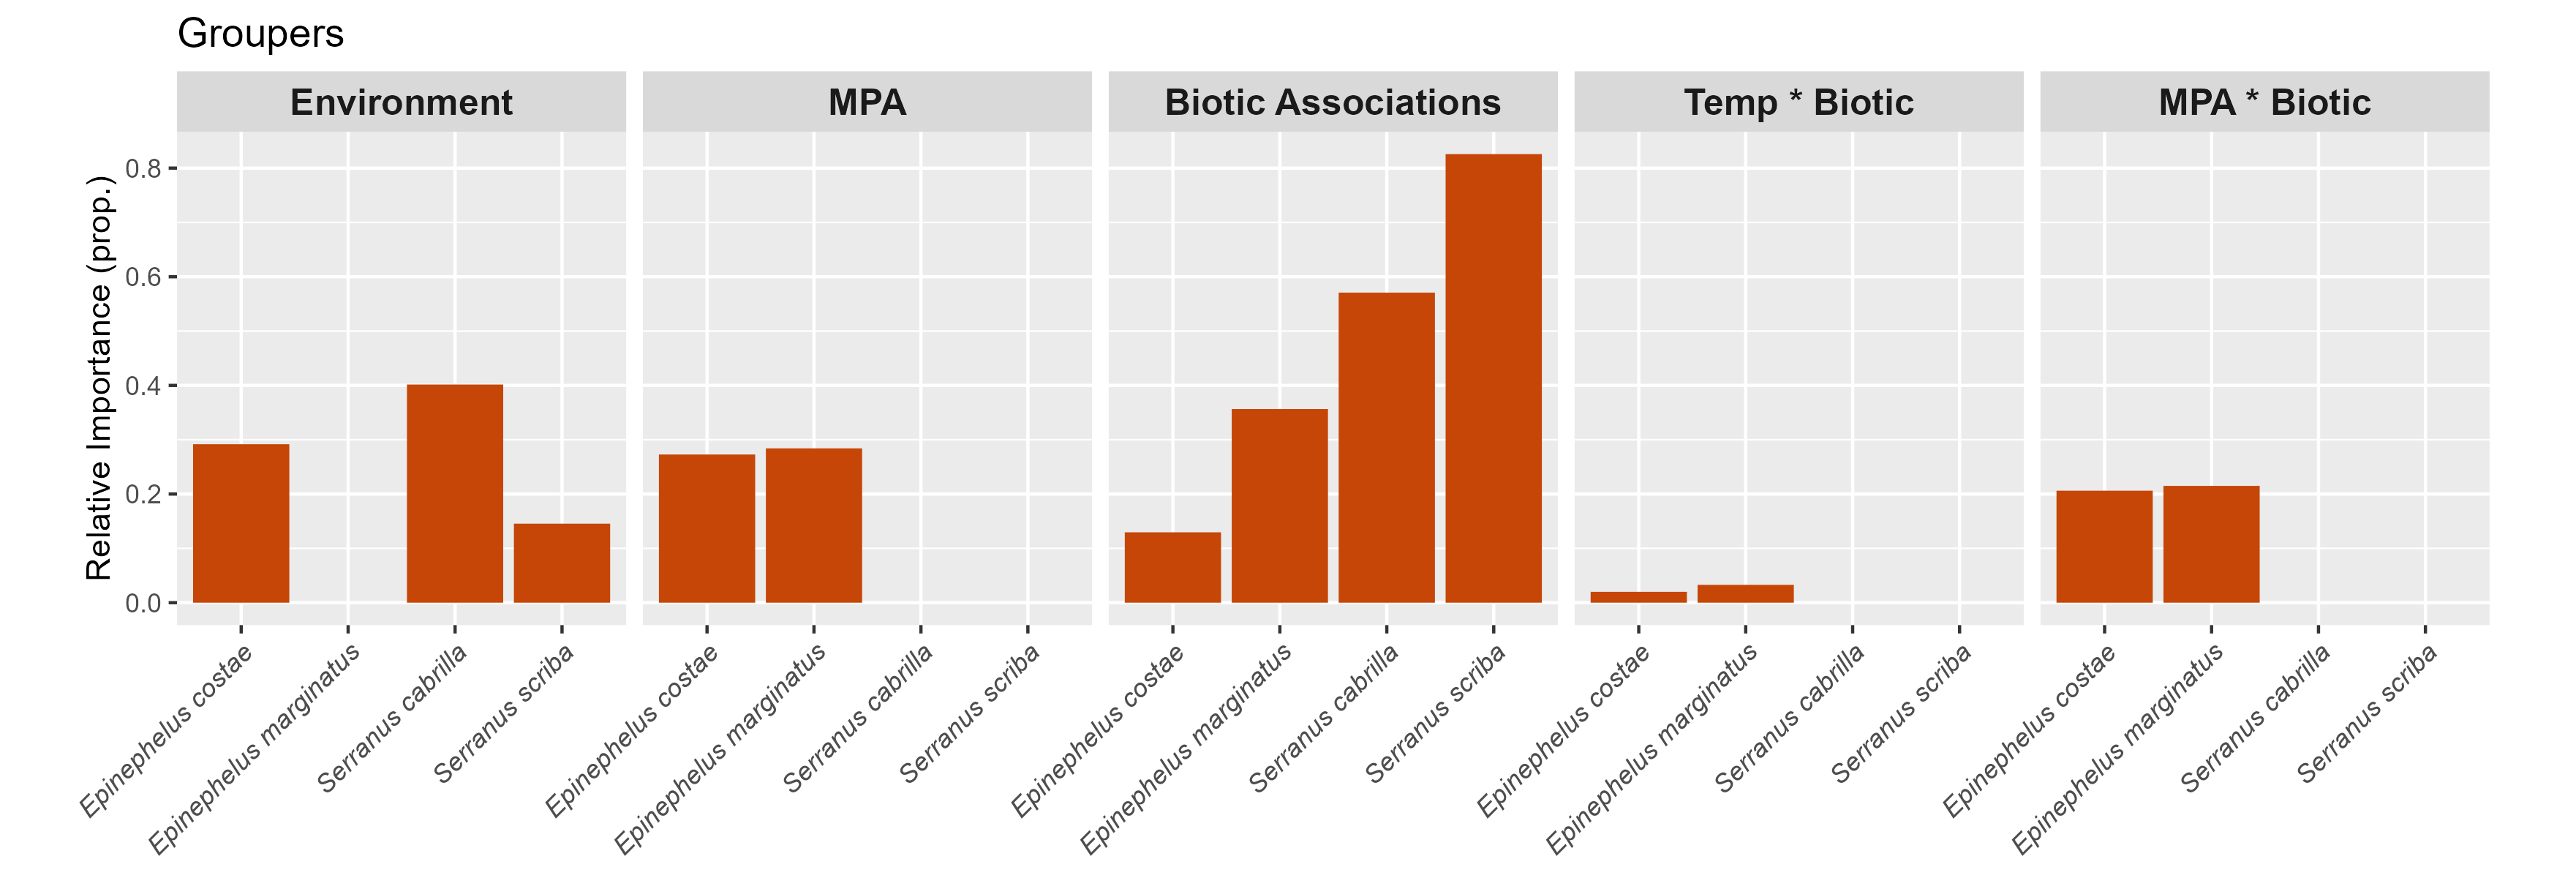 Groupers
Environment
MPA
Biotic Associations
Temp * Biotic
MPA * Biotic
Relative Importance (prop.)
0.8
0.6
0.4
0.2
0.0
Epinephelus costae
Epinephelus marginatus
Serranus cabrilla
Serranus scriba
Epinephelus costae
Epinephelus marginatus
Serranus cabrilla
Serranus scriba
Epinephelus costae
Epinephelus marginatus
Serranus cabrilla
Serranus scriba
Epinephelus costae
Epinephelus marginatus
Serranus cabrilla
Serranus scriba
Epinephelus costae
Epinephelus marginatus
Serranus cabrilla
Serranus scriba